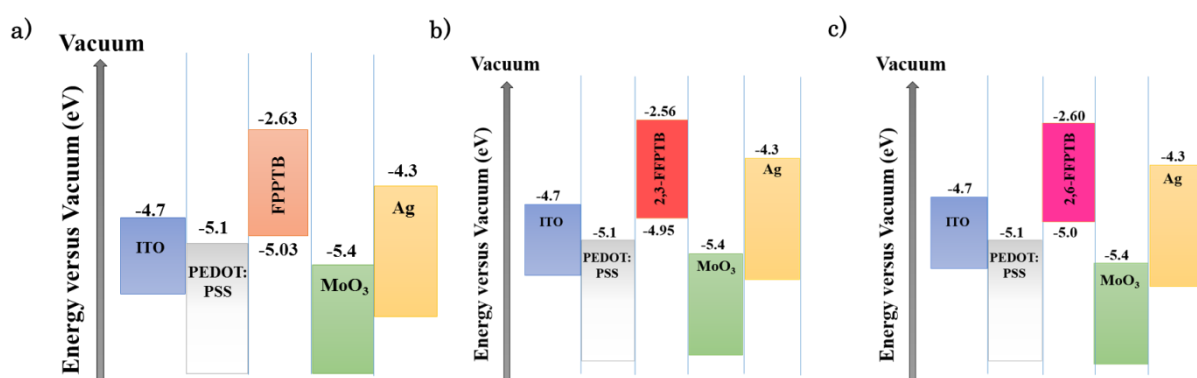 a)
Vacuum
Energy versus Vacuum (eV)
-4.7
ITO
-5.1
PEDOT:
PSS
-2.63
FPPTB
-5.03
-5.4
MoO3
-4.3
Ag
b)
Vacuum
Energy versus Vacuum (eV)
-4.7
ITO
-5.1
PEDOT:
PSS
-2.56
2,3-FFPTB
-4.95
-5.4
MoO3
-4.3
Ag
c)
Vacuum
Energy versus Vacuum (eV)
-4.7
ITO
-5.1
PEDOT:
PSS
-2.60
2,6-FFPTB
-5.0
-5.4
MoO3
-4.3
Ag